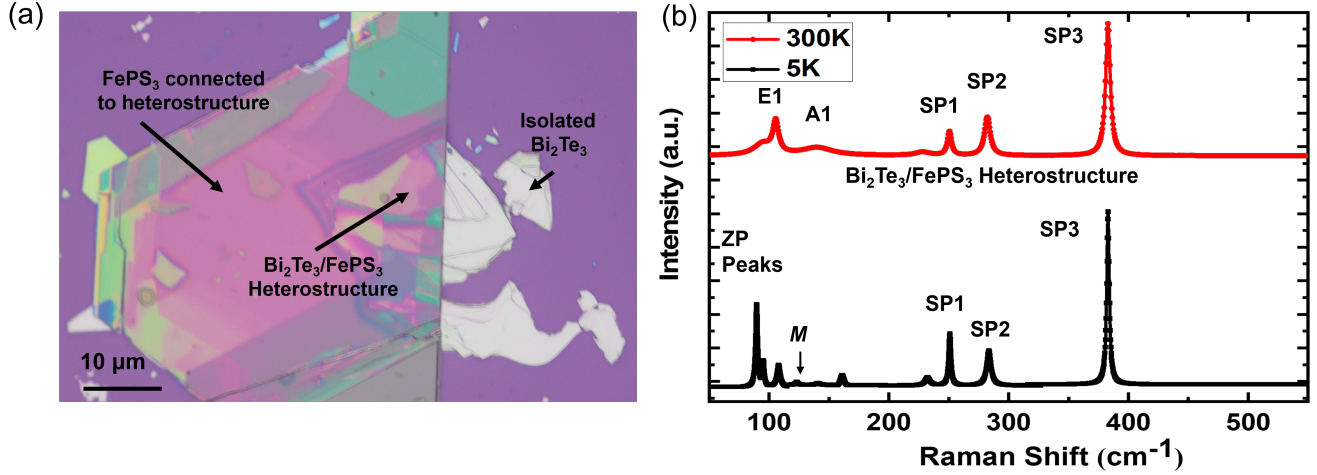 (a)
FePS₃ connected
to heterostructure
Isolated
Bi₂Te₃
Bi₂Te₃/FePS₃
Heterostructure
10 μm
(b)
300K
5K
E1
A1
SP1
SP2
SP3
Bi₂Te₃/FePS₃ Heterostructure
ZP
Peaks
M
SP1
SP2
SP3
Intensity (a.u.)
100 200 300 400 500
Raman Shift (cm⁻¹)